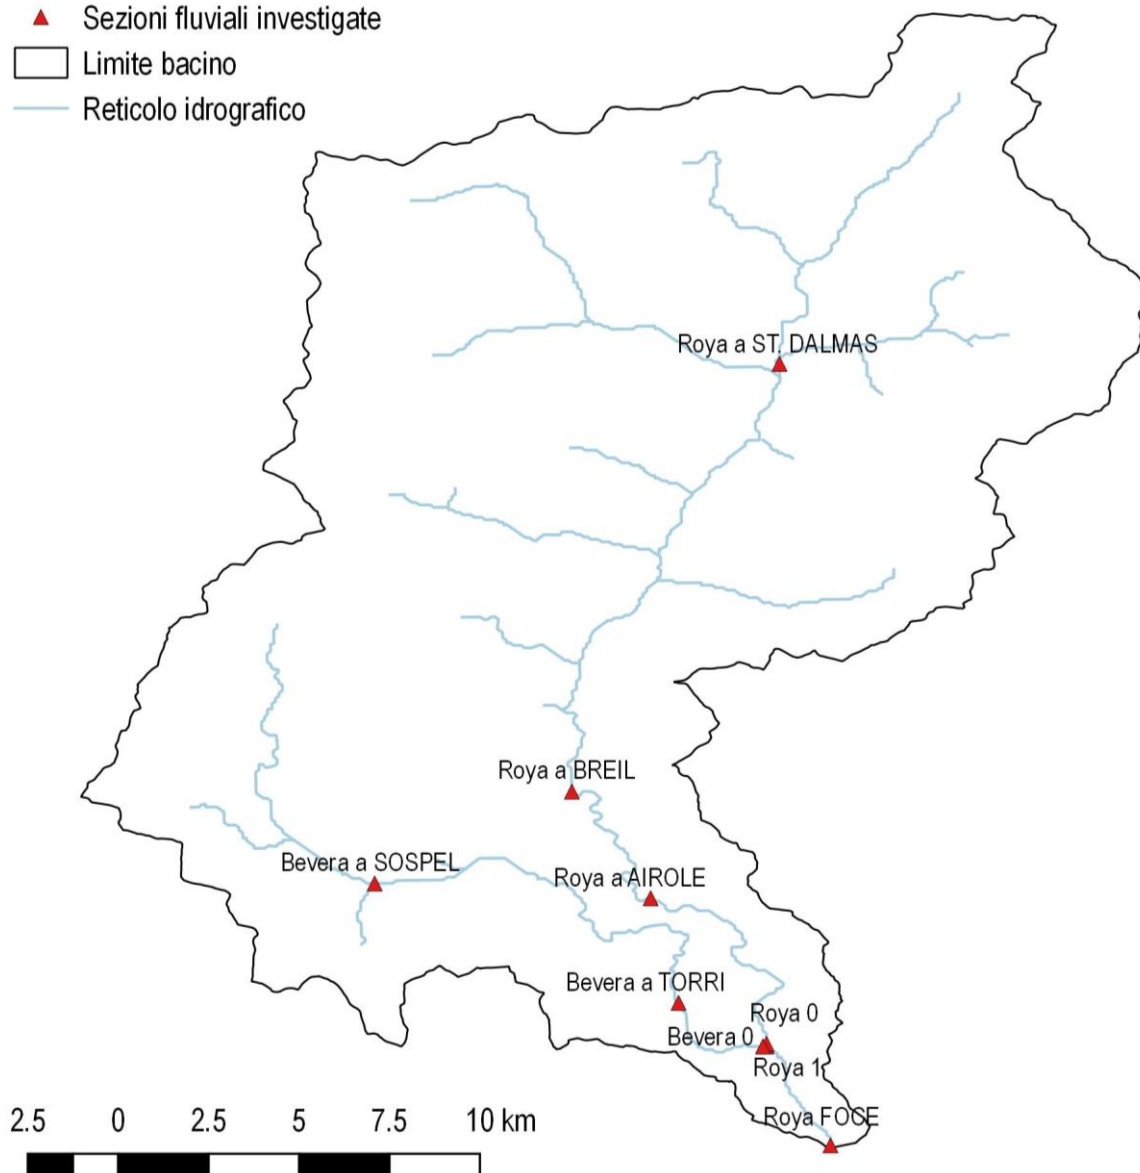 Sezioni fluviali investigate
Limite bacino
Reticolo idrografico
Roya a ST. DALMAS
Roya a BREIL
Bevera a SOSPEL
Roya a AIROLE
Bevera a TORRI
Roya 0
Bevera 0
Roya 1
Roya FOCE
2.5 0 2.5 5 7.5 10 km